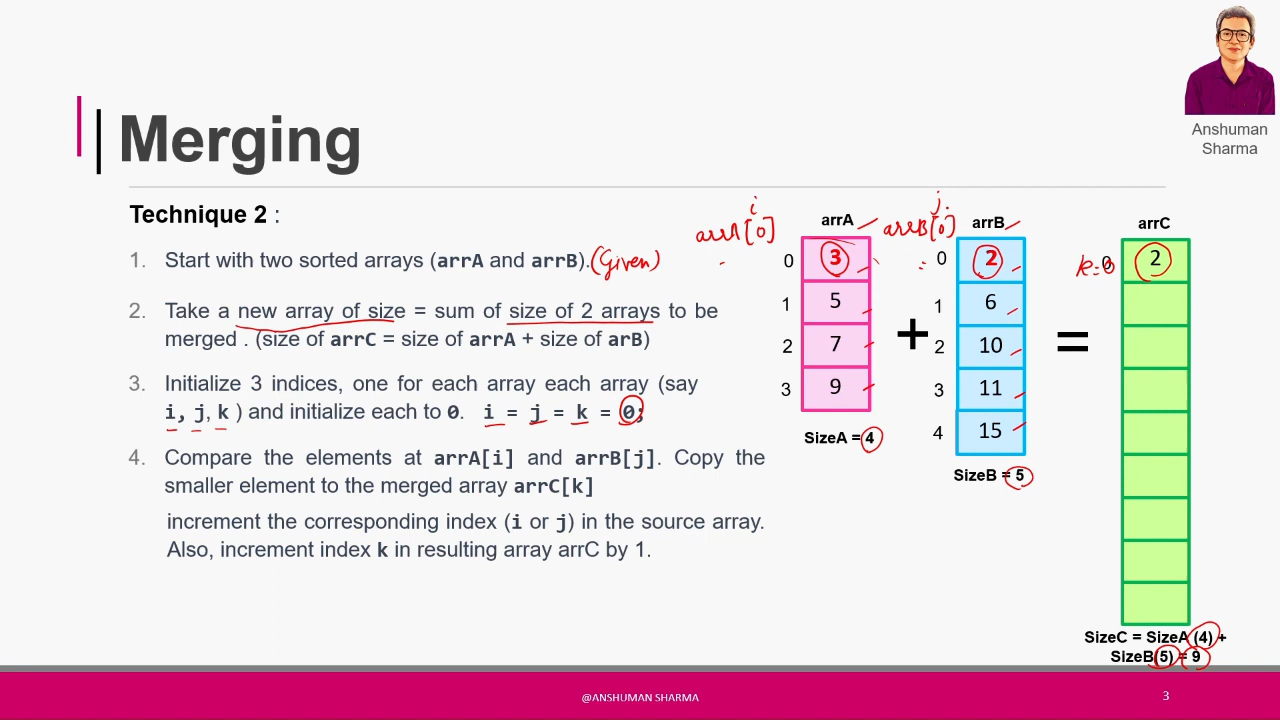 Anshuman
Sharma
Merging
Technique 2 :
1. Start with two sorted arrays (arrA and arrB). (Given)
2. Take a new array of size = sum of size of 2 arrays to be
merged . (size of arrC = size of arrA + size of arB)
3. Initialize 3 indices, one for each array each array (say
i, j, k ) and initialize each to 0. i = j = k = 0;
4. Compare the elements at arrA[i] and arrB[j]. Copy the
smaller element to the merged array arrC[k]
increment the corresponding index (i or j) in the source array.
Also, increment index k in resulting array arrC by 1.
i
arrA[0]
arrA
0 3
1 5
2 7
3 9
SizeA = 4
+
j
arrB[0]
arrB
0 2
1 6
2 10
3 11
4 15
SizeB = 5
=
arrC
k=0
0 2
SizeC = SizeA (4) +
SizeB(5) = 9
@ANSHUMAN SHARMA
3